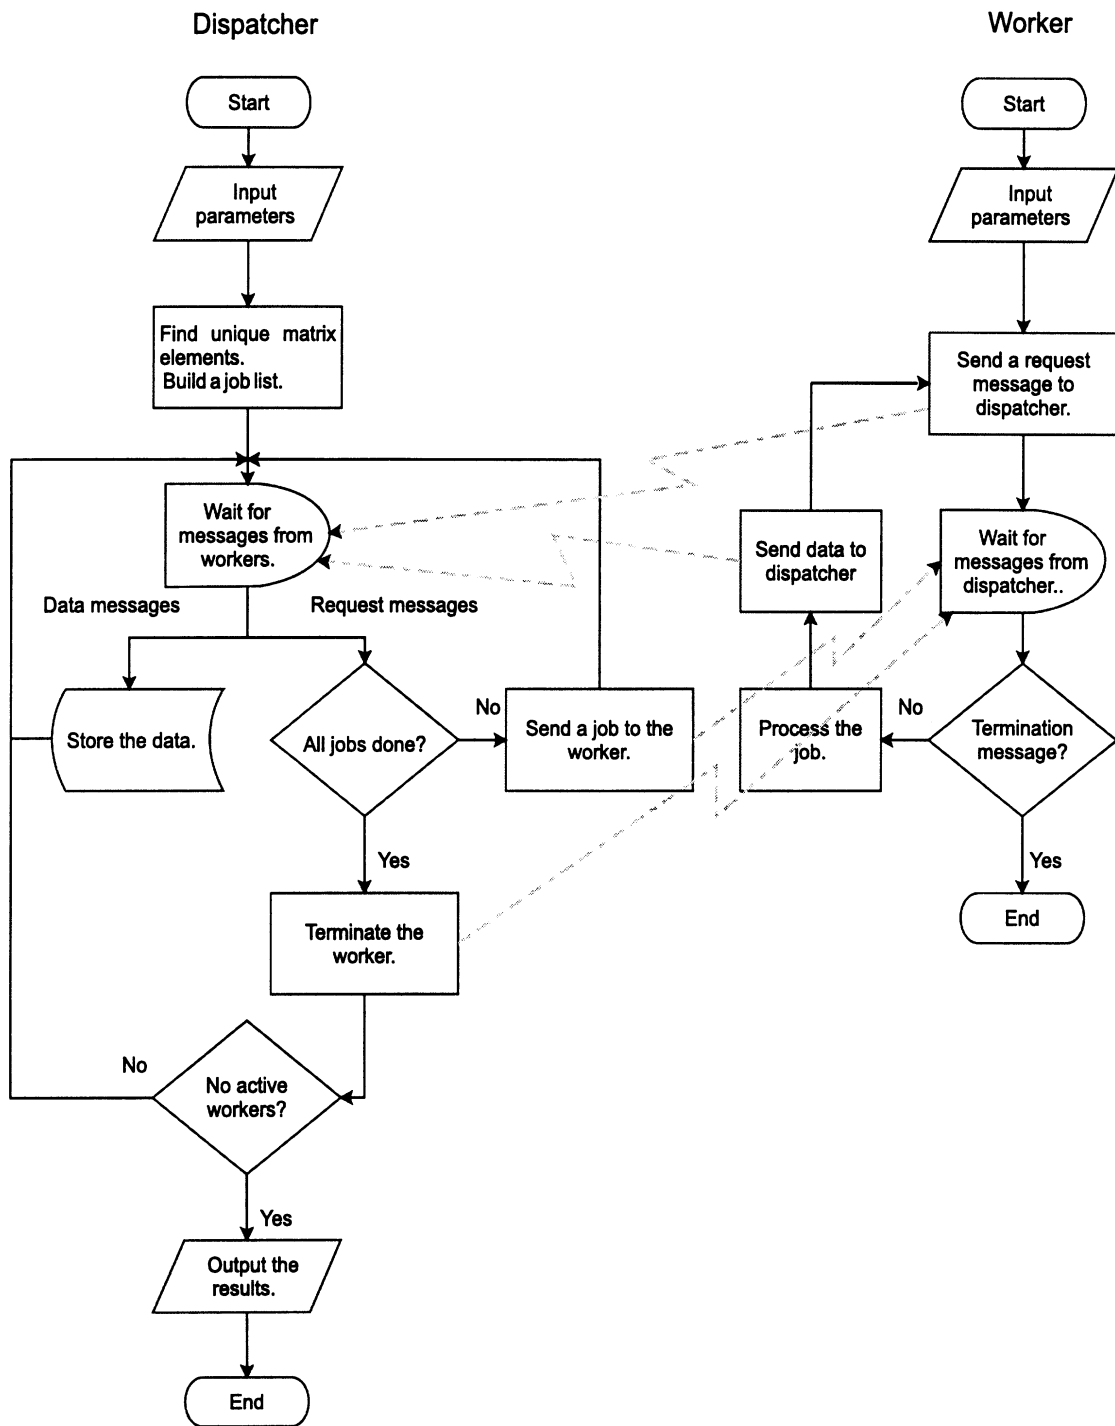 Dispatcher
Worker
Start
Start
Input
parameters
Input
parameters
Find unique matrix
elements.
Build a job list.
Send a request
message to
dispatcher.
Wait for
messages from
workers.
Send data to
dispatcher
Wait for
messages from
dispatcher..
Data messages
Request messages
Store the data.
All jobs done?
No
Send a job to the
worker.
Process the
job.
No
Termination
message?
Yes
Yes
Terminate the
worker.
End
No
No active
workers?
Yes
Output the
results.
End